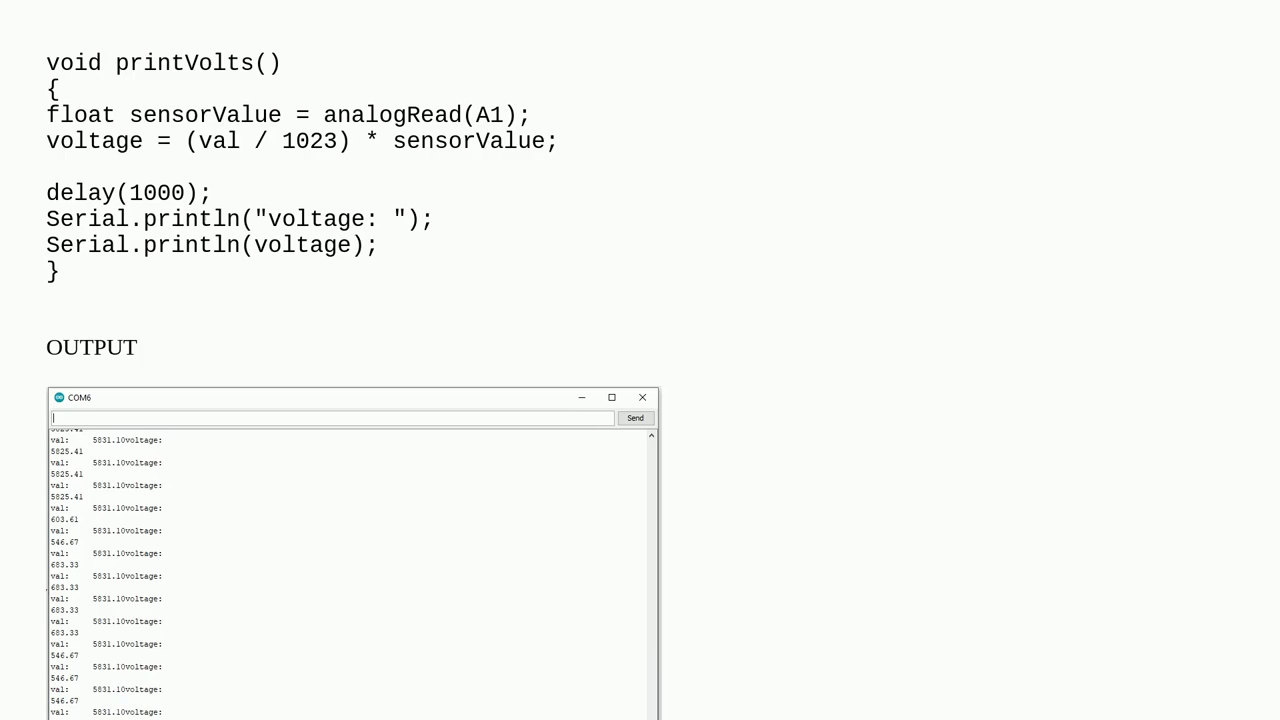 void printVolts()
{
float sensorValue = analogRead(A1);
voltage = (val / 1023) * sensorValue;
delay(1000);
Serial.println("voltage: ");
Serial.println(voltage);
}
OUTPUT
COM6
Send
5825.41
val: 5831.10voltage:
5825.41
val: 5831.10voltage:
5825.41
val: 5831.10voltage:
5825.41
val: 5831.10voltage:
603.61
val: 5831.10voltage:
546.67
val: 5831.10voltage:
683.33
val: 5831.10voltage:
683.33
val: 5831.10voltage:
683.33
val: 5831.10voltage:
683.33
val: 5831.10voltage:
546.67
val: 5831.10voltage:
546.67
val: 5831.10voltage:
546.67
val: 5831.10voltage: